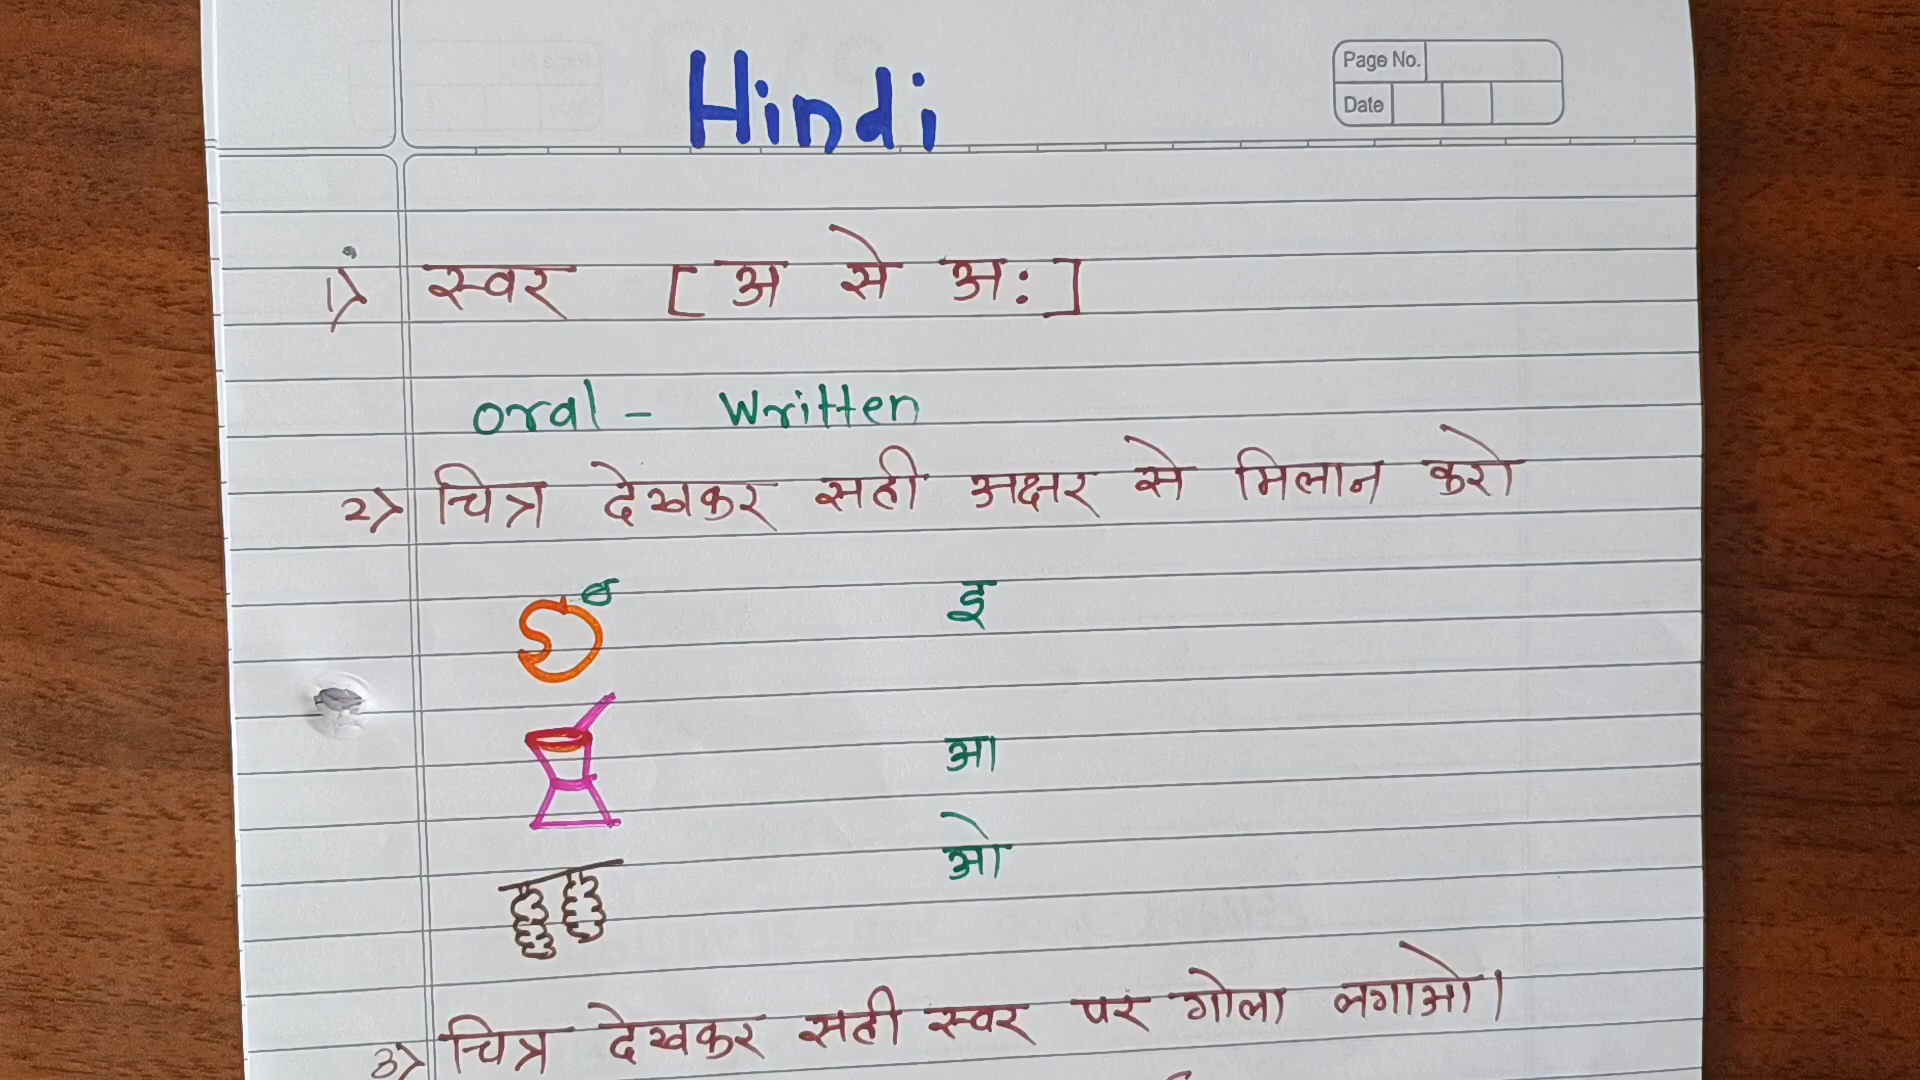 Hindi
Page No.
Date
1) स्वर [ अ से अः ]
oral - Written
2) चित्र देखकर सही अक्षर से मिलान करो
इ
आ
ओ
3) चित्र देखकर सही स्वर पर गोला लगाओ।